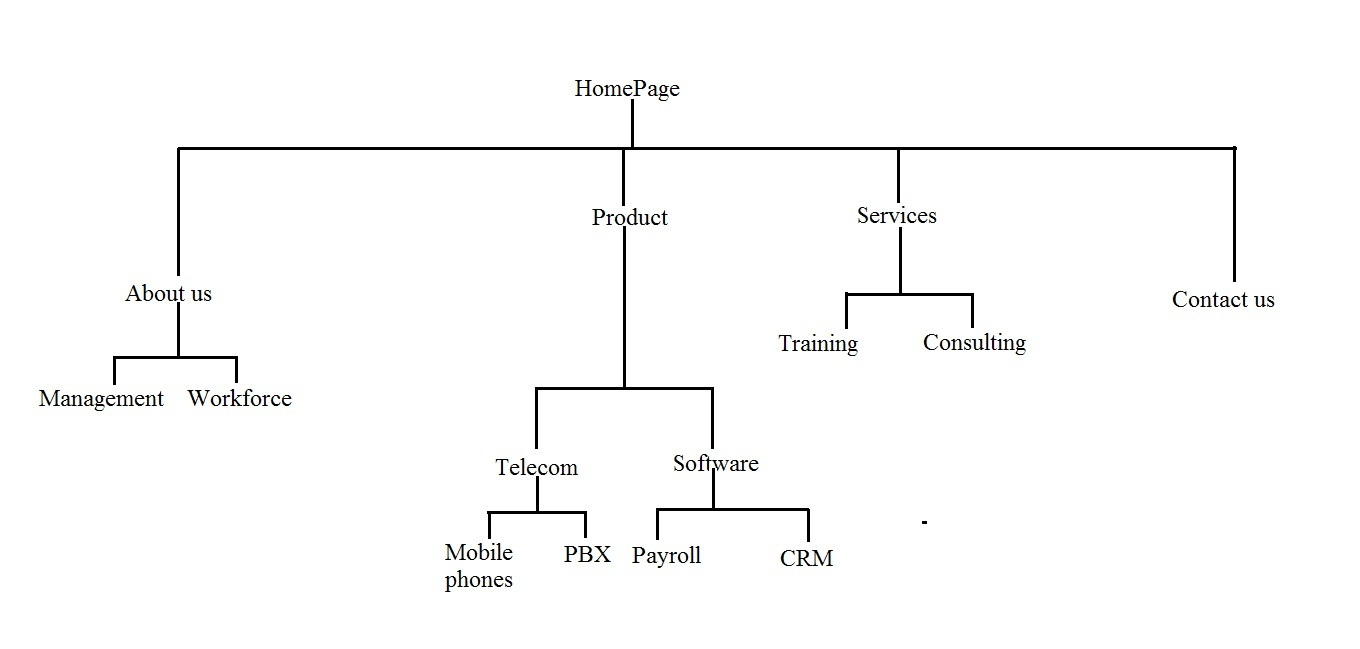 HomePage
Product
Services
About us
Contact us
Training
Consulting
Management
Workforce
Telecom
Software
Mobile
phones
PBX
Payroll
CRM